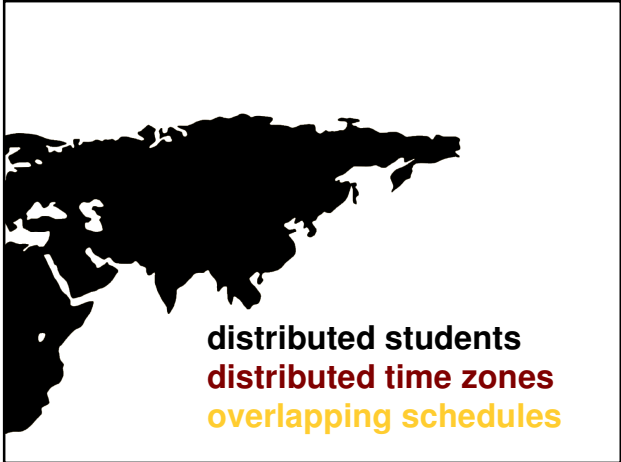 distributed students
distributed time zones
overlapping schedules